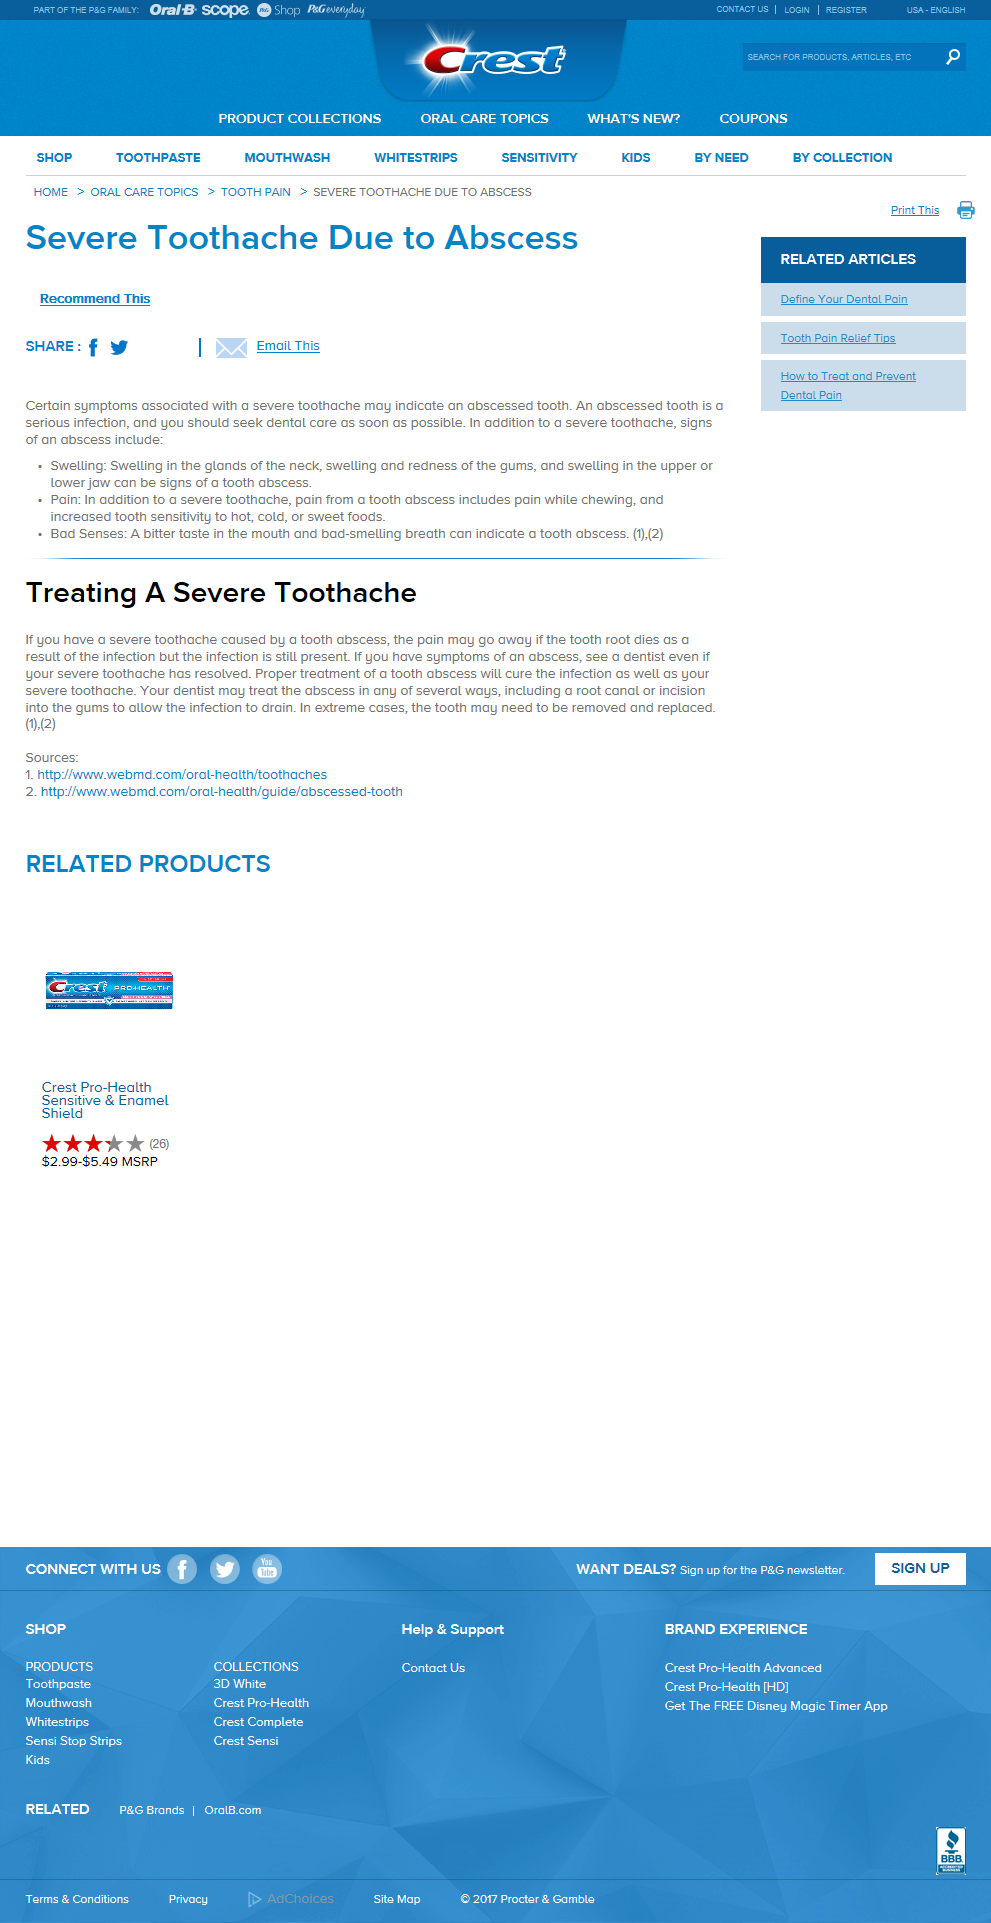 PART OF THE P&G FAMILY: Oral-B scope. P&G Shop P&G everyday
CONTACT US | LOGIN | REGISTER USA - ENGLISH
Crest
SEARCH FOR PRODUCTS, ARTICLES, ETC
PRODUCT COLLECTIONS ORAL CARE TOPICS WHAT'S NEW? COUPONS
SHOP TOOTHPASTE MOUTHWASH WHITESTRIPS SENSITIVITY KIDS BY NEED BY COLLECTION
HOME > ORAL CARE TOPICS > TOOTH PAIN > SEVERE TOOTHACHE DUE TO ABSCESS
Print This
Severe Toothache Due to Abscess
Recommend This
SHARE : | Email This
RELATED ARTICLES
Define Your Dental Pain
Tooth Pain Relief Tips
How to Treat and Prevent
Dental Pain
Certain symptoms associated with a severe toothache may indicate an abscessed tooth. An abscessed tooth is a
serious infection, and you should seek dental care as soon as possible. In addition to a severe toothache, signs
of an abscess include:
• Swelling: Swelling in the glands of the neck, swelling and redness of the gums, and swelling in the upper or
lower jaw can be signs of a tooth abscess.
• Pain: In addition to a severe toothache, pain from a tooth abscess includes pain while chewing, and
increased tooth sensitivity to hot, cold, or sweet foods.
• Bad Senses: A bitter taste in the mouth and bad-smelling breath can indicate a tooth abscess. (1),(2)
Treating A Severe Toothache
If you have a severe toothache caused by a tooth abscess, the pain may go away if the tooth root dies as a
result of the infection but the infection is still present. If you have symptoms of an abscess, see a dentist even if
your severe toothache has resolved. Proper treatment of a tooth abscess will cure the infection as well as your
severe toothache. Your dentist may treat the abscess in any of several ways, including a root canal or incision
into the gums to allow the infection to drain. In extreme cases, the tooth may need to be removed and replaced.
(1),(2)
Sources:
1. http://www.webmd.com/oral-health/toothaches
2. http://www.webmd.com/oral-health/guide/abscessed-tooth
RELATED PRODUCTS
Crest PRO-HEALTH
Crest Pro-Health
Sensitive & Enamel
Shield
(26)
$2.99-$5.49 MSRP
CONNECT WITH US You Tube
WANT DEALS? Sign up for the P&G newsletter. SIGN UP
SHOP
PRODUCTS
Toothpaste
Mouthwash
Whitestrips
Sensi Stop Strips
Kids
COLLECTIONS
3D White
Crest Pro-Health
Crest Complete
Crest Sensi
Help & Support
Contact Us
BRAND EXPERIENCE
Crest Pro-Health Advanced
Crest Pro-Health [HD]
Get The FREE Disney Magic Timer App
RELATED P&G Brands | OralB.com
BBB
ACCREDITED
BUSINESS
Terms & Conditions Privacy AdChoices Site Map © 2017 Procter & Gamble